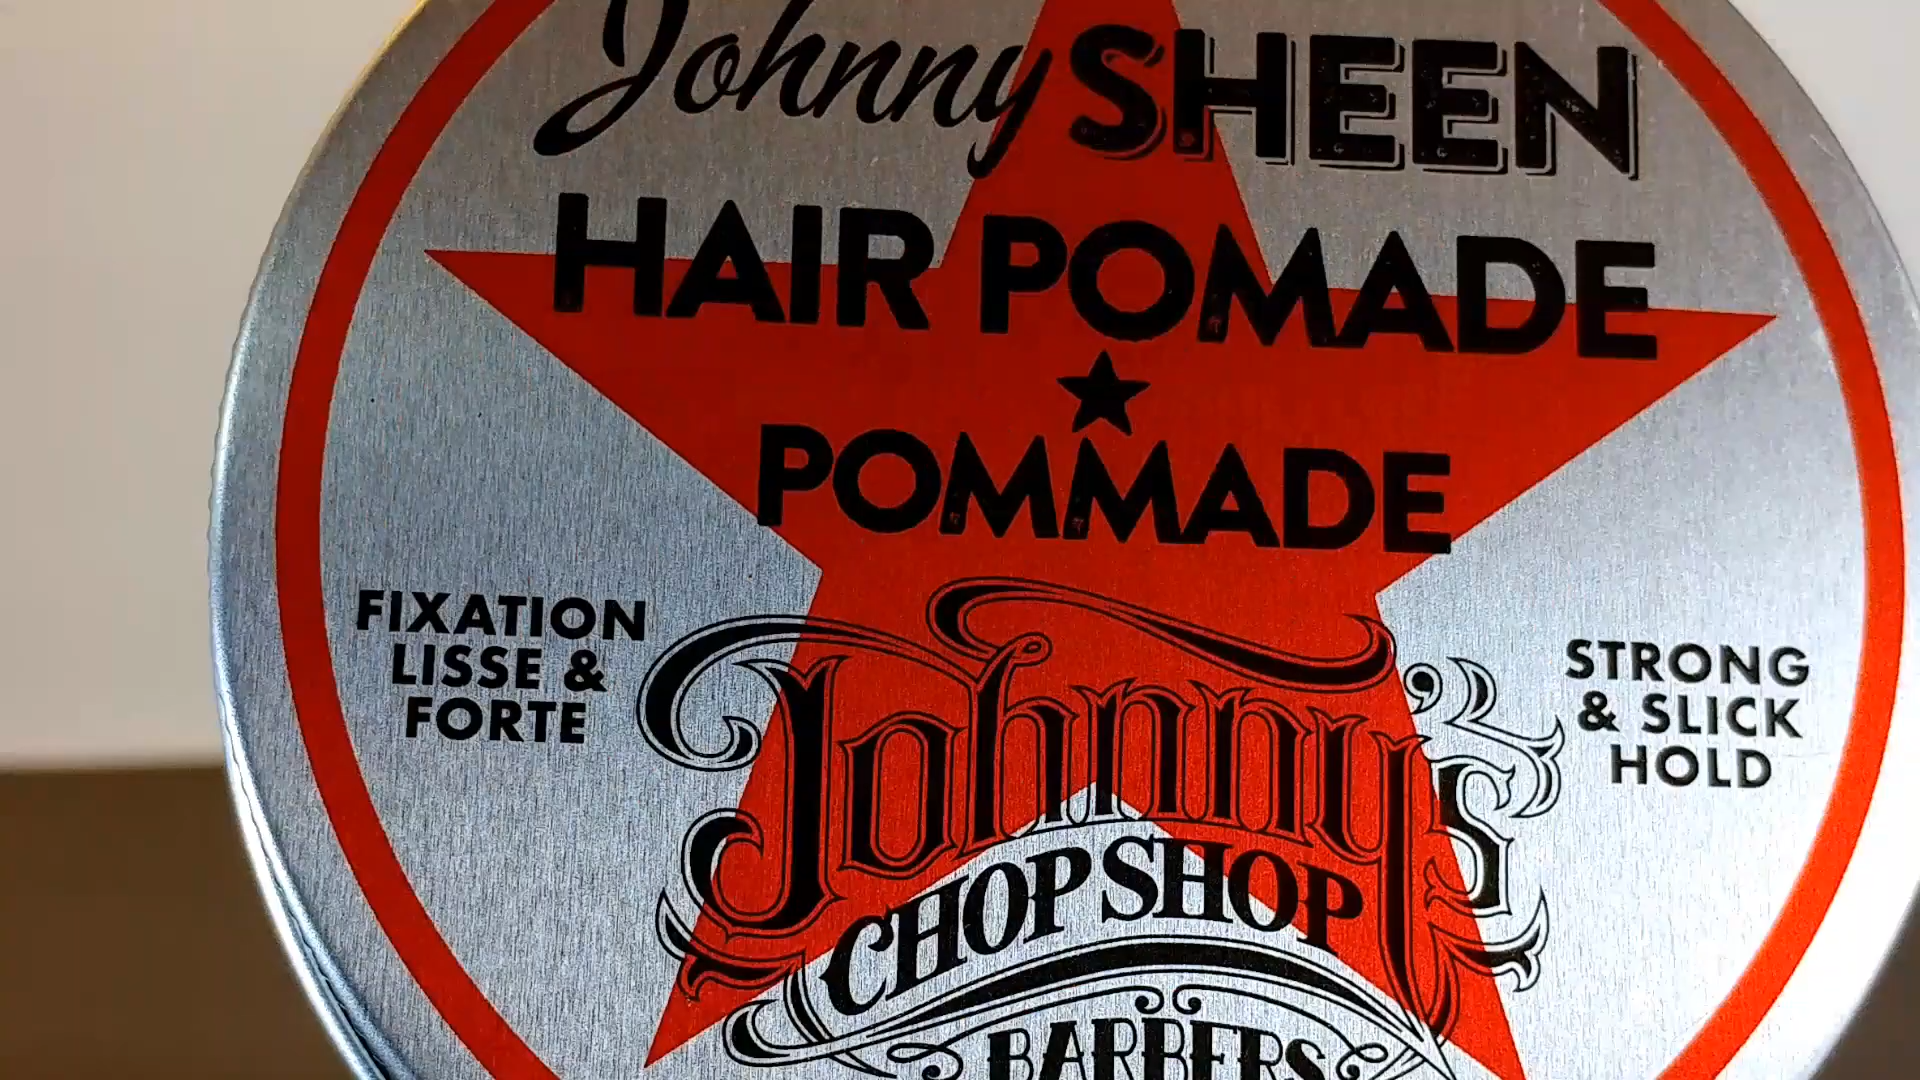 Johnny SHEEN
HAIR POMADE
POMMADE
FIXATION
LISSE &
FORTE
STRONG
& SLICK
HOLD
Johnny's
CHOP SHOP
BARBERS